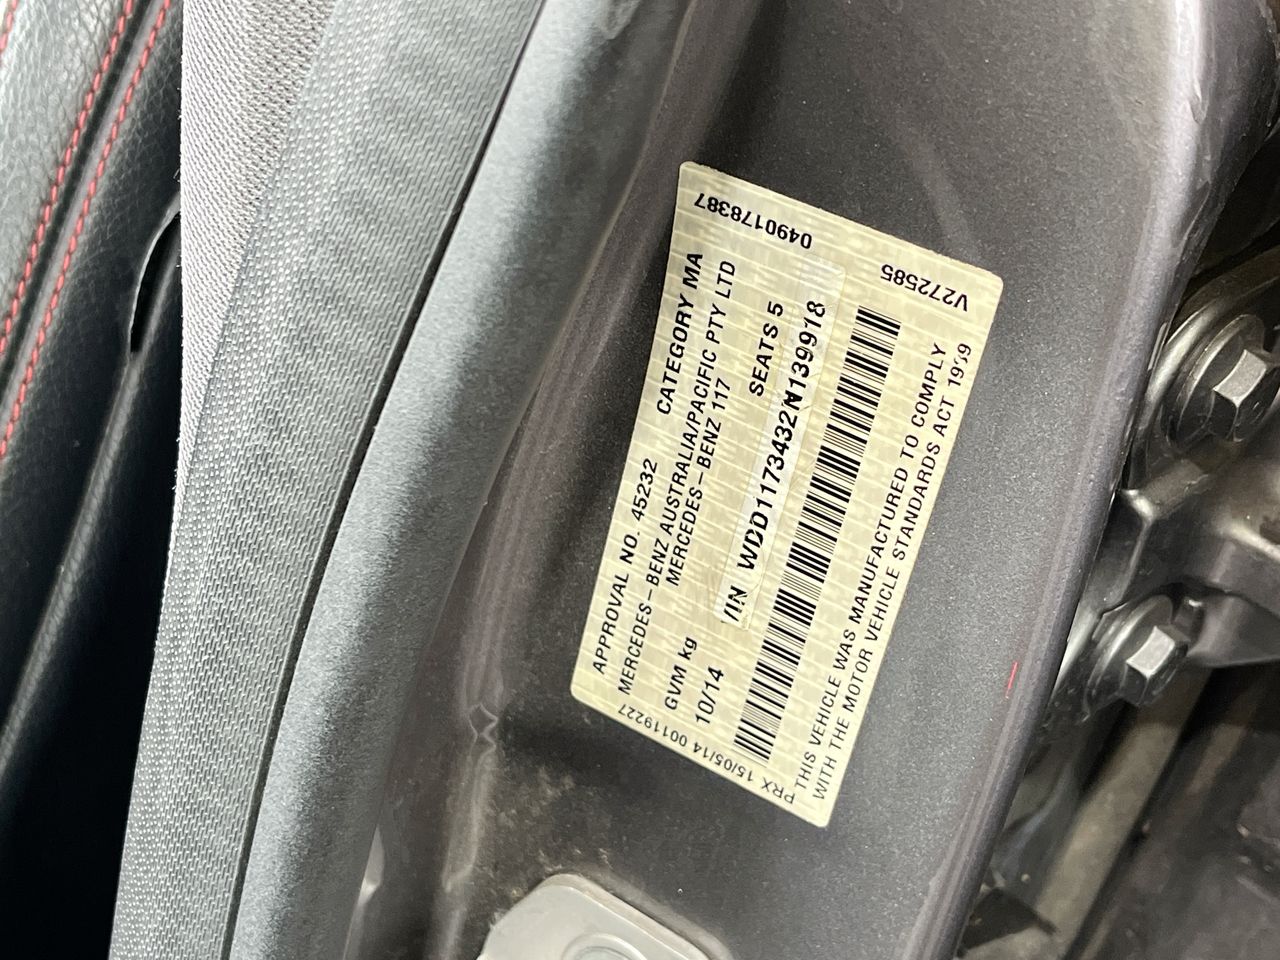 0490178387
V272585
APPROVAL NO. 45232 CATEGORY MA
MERCEDES-BENZ AUSTRALIA/PACIFIC PTY LTD
MERCEDES-BENZ 117
GVM kg SEATS 5
10/14 VIN WDD1173432N139918
THIS VEHICLE WAS MANUFACTURED TO COMPLY
WITH THE MOTOR VEHICLE STANDARDS ACT 1989
PRX 15/05/14 00119227